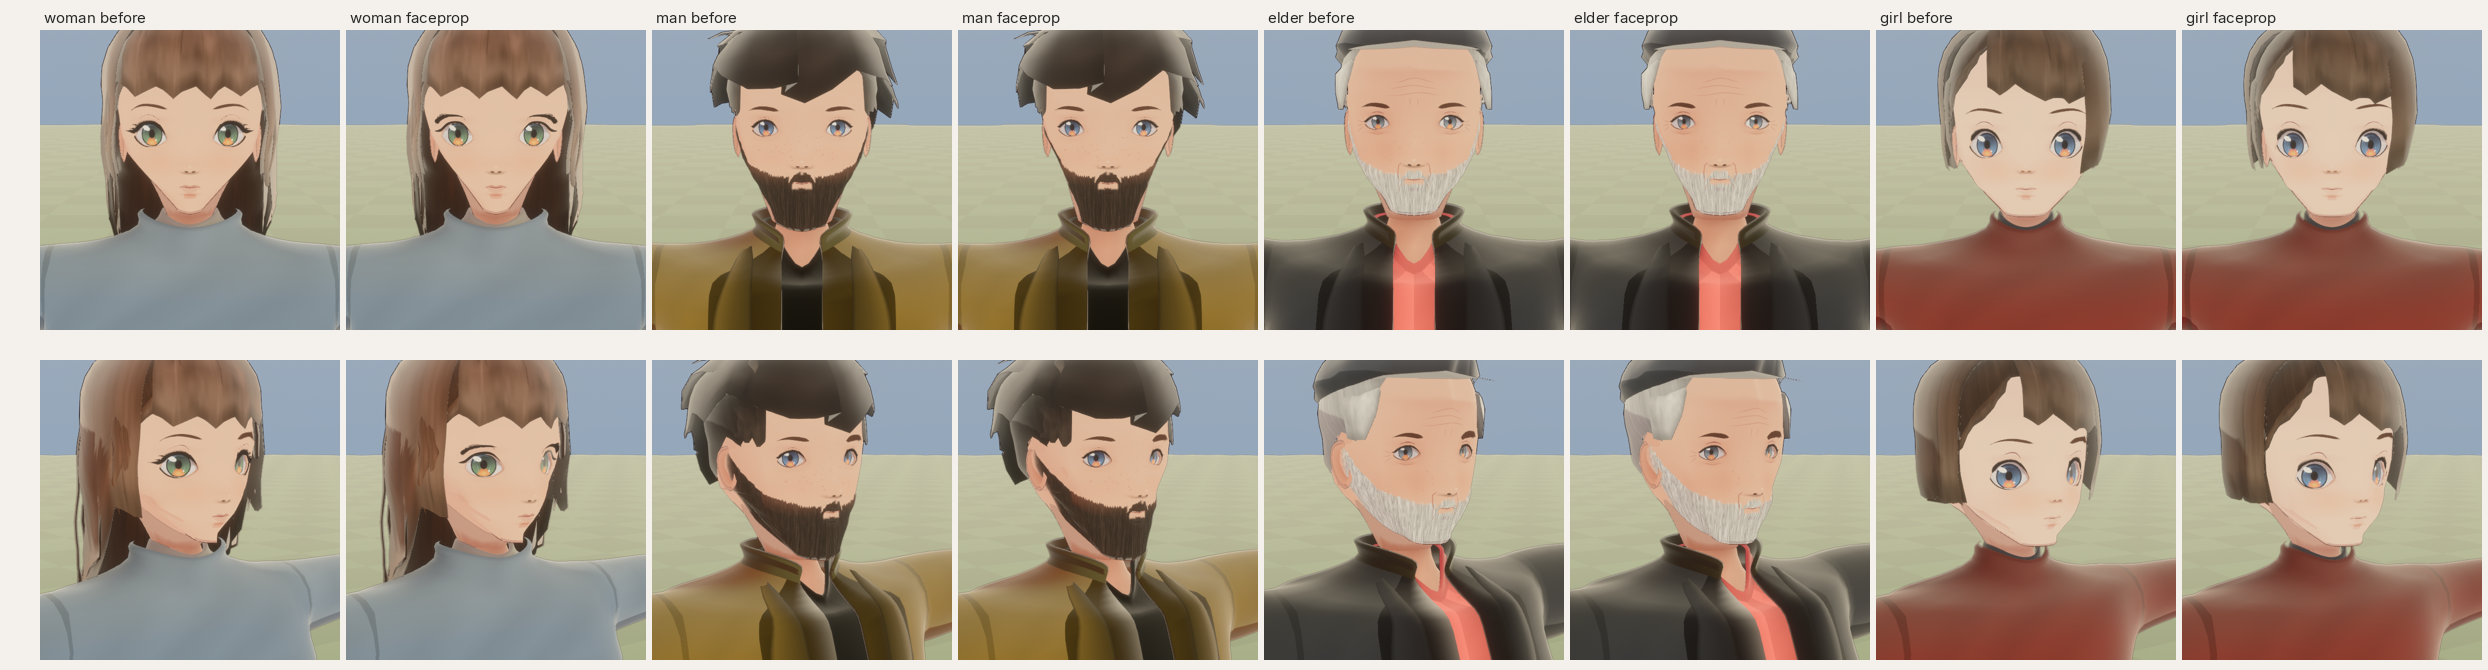 woman before
woman faceprop
man before
man faceprop
elder before
elder faceprop
girl before
girl faceprop